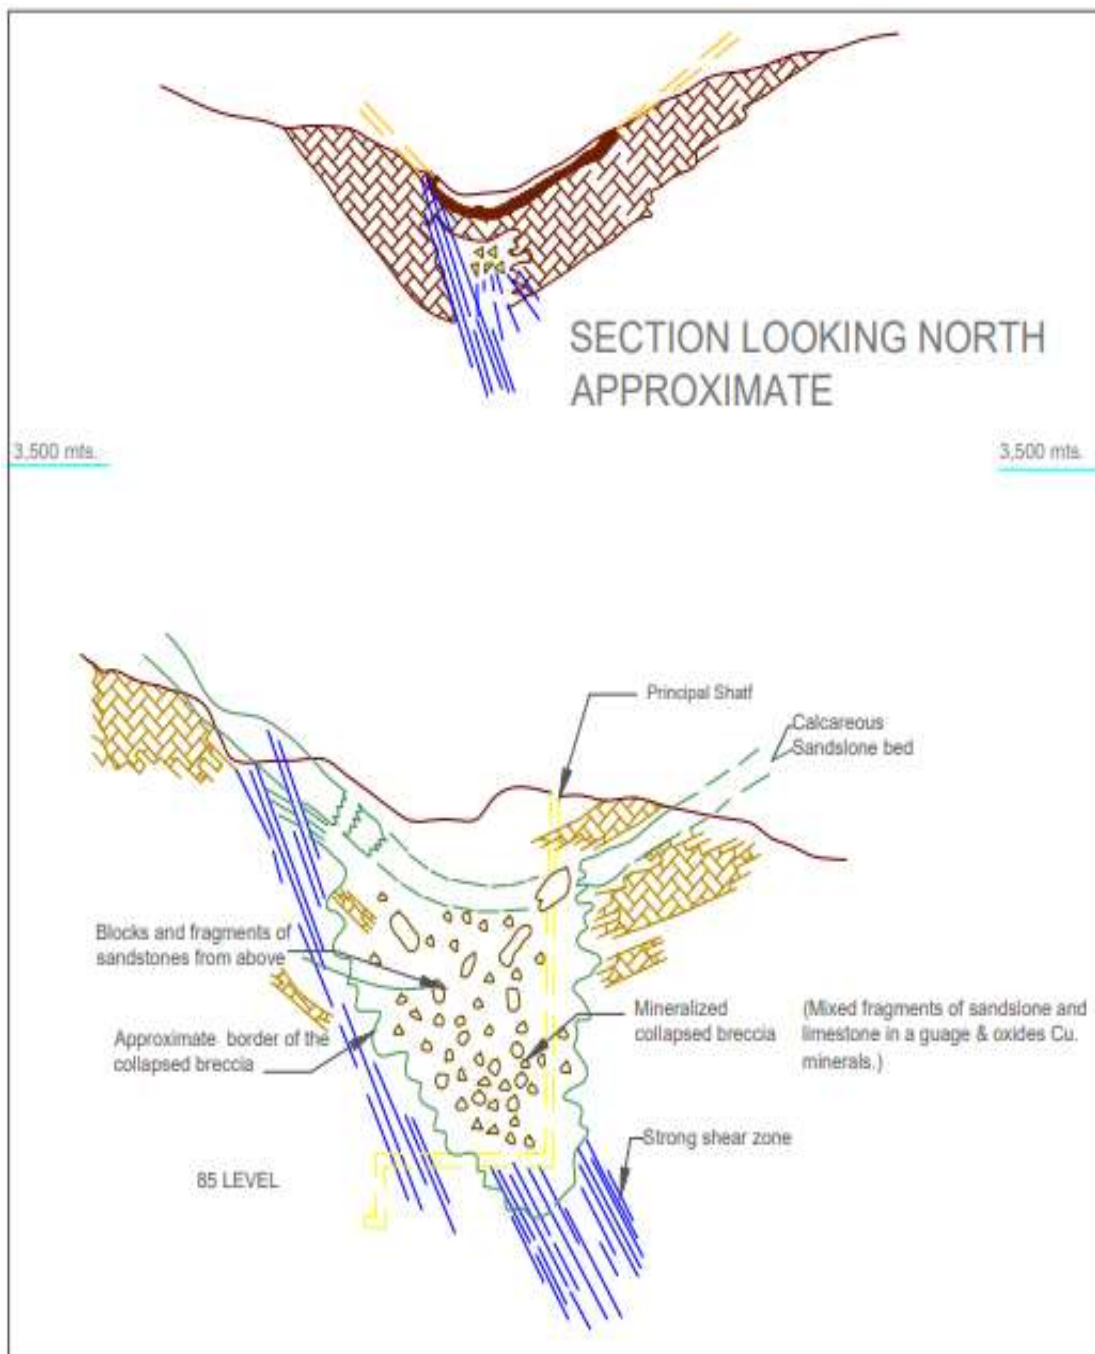 SECTION LOOKING NORTH
APPROXIMATE
3,500 mts.
3,500 mts.
Principal Shatf
Calcareous
Sandslone bed
Blocks and fragments of
sandstones from above
Mineralized
collapsed breccia
(Mixed fragments of sandslone and
limestone in a guage & oxides Cu.
minerals.)
Approximate border of the
collapsed breccia
Strong shear zone
85 LEVEL